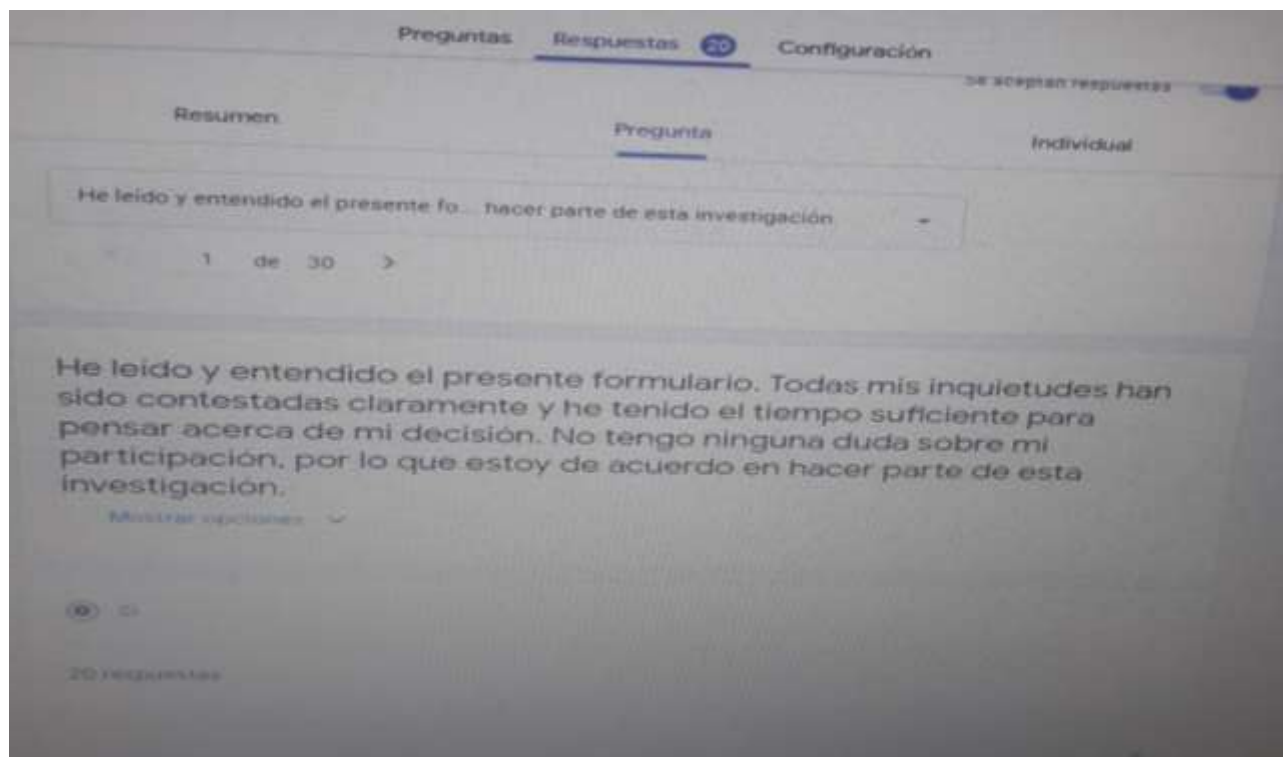 Preguntas Respuestas 20 Configuración
Se aceptan respuestas
Resumen Pregunta Individual
He leído y entendido el presente fo... hacer parte de esta investigación
1 de 30 >
He leído y entendido el presente formulario. Todas mis inquietudes han
sido contestadas claramente y he tenido el tiempo suficiente para
pensar acerca de mi decisión. No tengo ninguna duda sobre mi
participación, por lo que estoy de acuerdo en hacer parte de esta
investigación.
Mostrar opciones
20 respuestas